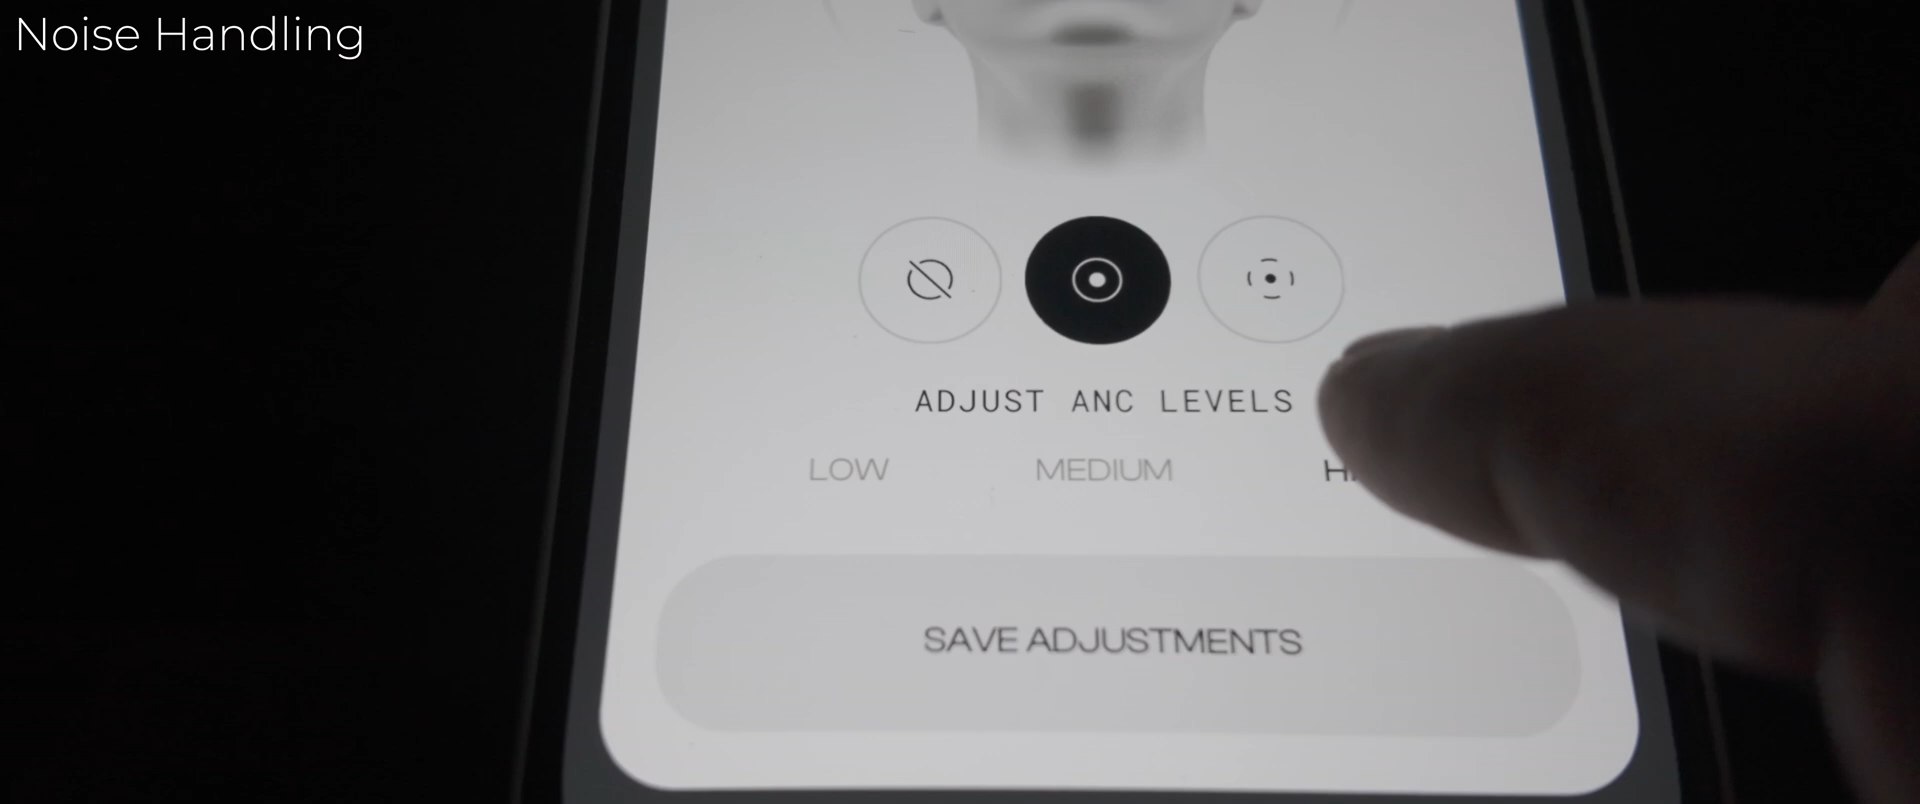 Noise Handling
ADJUST ANC LEVELS
LOW MEDIUM
SAVE ADJUSTMENTS